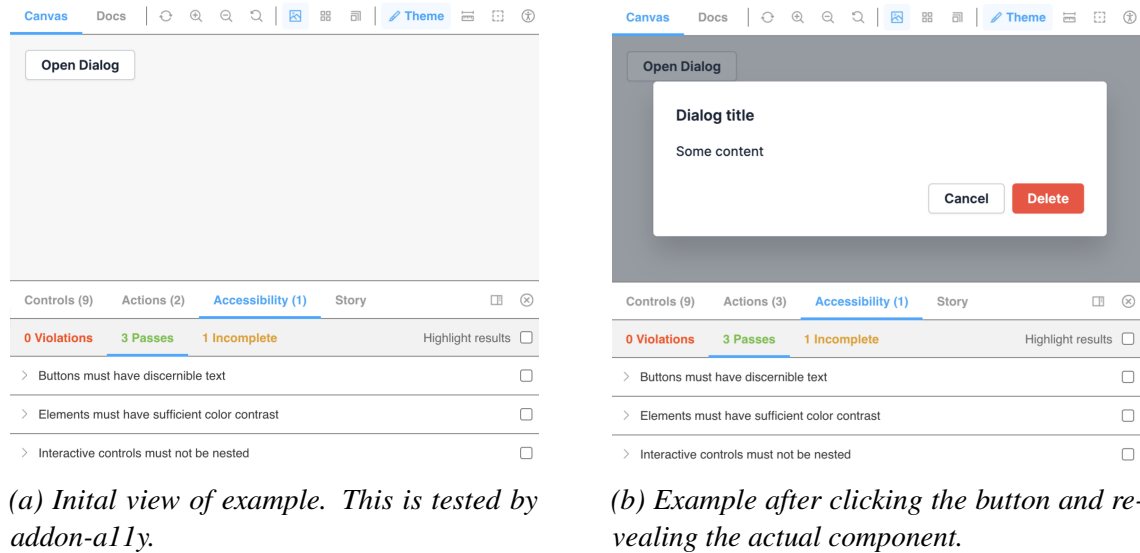 Canvas Docs Theme
Open Dialog
Controls (9) Actions (2) Accessibility (1) Story
0 Violations 3 Passes 1 Incomplete Highlight results
Buttons must have discernible text
Elements must have sufficient color contrast
Interactive controls must not be nested
(a) Inital view of example. This is tested by
addon-a11y.
Canvas Docs Theme
Open Dialog
Dialog title
Some content
Cancel Delete
Controls (9) Actions (3) Accessibility (1) Story
0 Violations 3 Passes 1 Incomplete Highlight results
Buttons must have discernible text
Elements must have sufficient color contrast
Interactive controls must not be nested
(b) Example after clicking the button and re-
vealing the actual component.